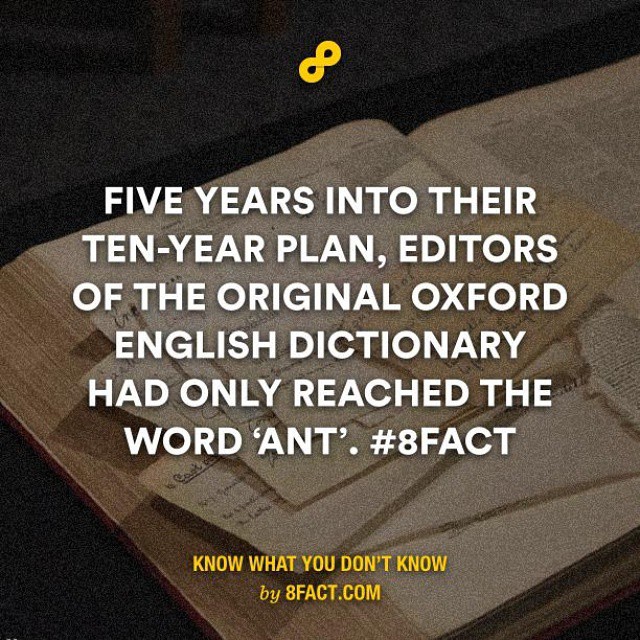 FIVE YEARS INTO THEIR
TEN-YEAR PLAN, EDITORS
OF THE ORIGINAL OXFORD
ENGLISH DICTIONARY
HAD ONLY REACHED THE
WORD ‘ANT’. #8FACT
KNOW WHAT YOU DON'T KNOW
by 8FACT.COM